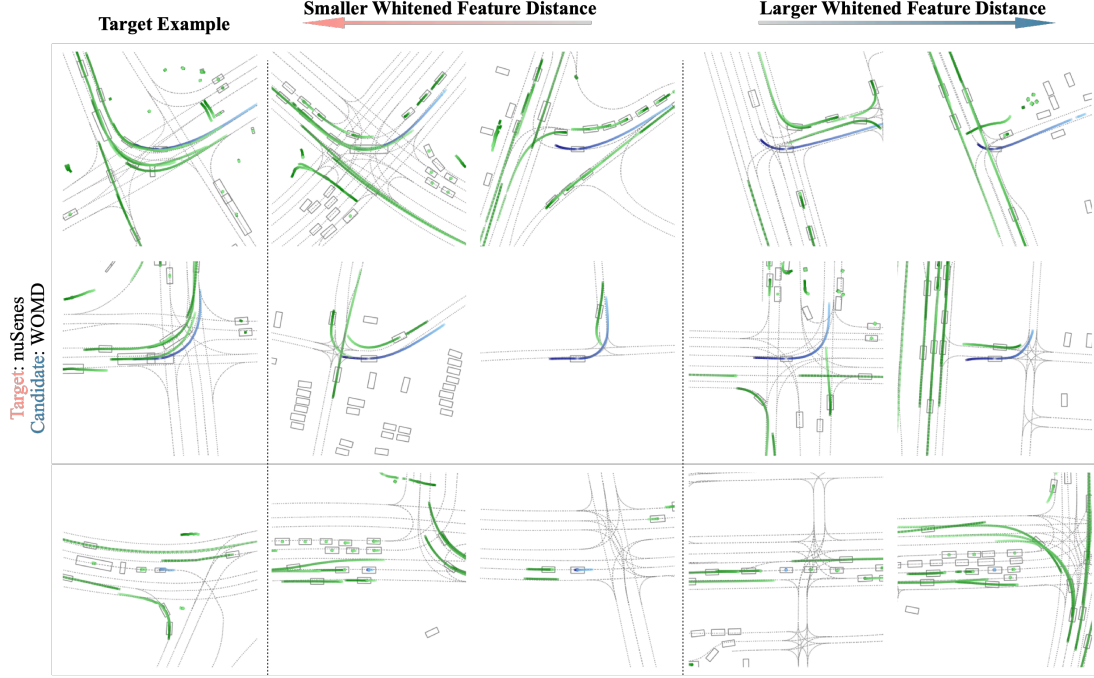 Target Example
Smaller Whitened Feature Distance
Larger Whitened Feature Distance
Target: nuSenes
Candidate: WOMD